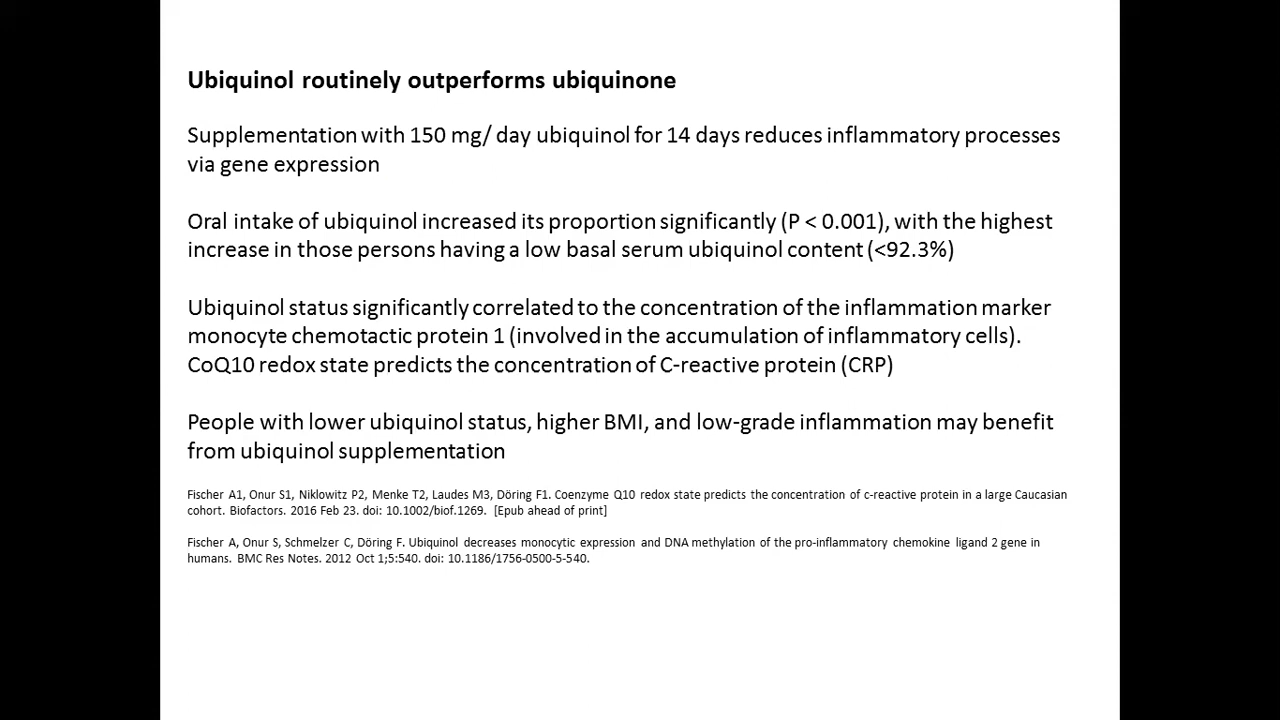 Ubiquinol routinely outperforms ubiquinone
Supplementation with 150 mg/ day ubiquinol for 14 days reduces inflammatory processes
via gene expression
Oral intake of ubiquinol increased its proportion significantly (P < 0.001), with the highest
increase in those persons having a low basal serum ubiquinol content (<92.3%)
Ubiquinol status significantly correlated to the concentration of the inflammation marker
monocyte chemotactic protein 1 (involved in the accumulation of inflammatory cells).
CoQ10 redox state predicts the concentration of C-reactive protein (CRP)
People with lower ubiquinol status, higher BMI, and low-grade inflammation may benefit
from ubiquinol supplementation
Fischer A1, Onur S1, Niklowitz P2, Menke T2, Laudes M3, Döring F1. Coenzyme Q10 redox state predicts the concentration of c-reactive protein in a large Caucasian
cohort. Biofactors. 2016 Feb 23. doi: 10.1002/biof.1269. [Epub ahead of print]
Fischer A, Onur S, Schmelzer C, Döring F. Ubiquinol decreases monocytic expression and DNA methylation of the pro-inflammatory chemokine ligand 2 gene in
humans. BMC Res Notes. 2012 Oct 1;5:540. doi: 10.1186/1756-0500-5-540.